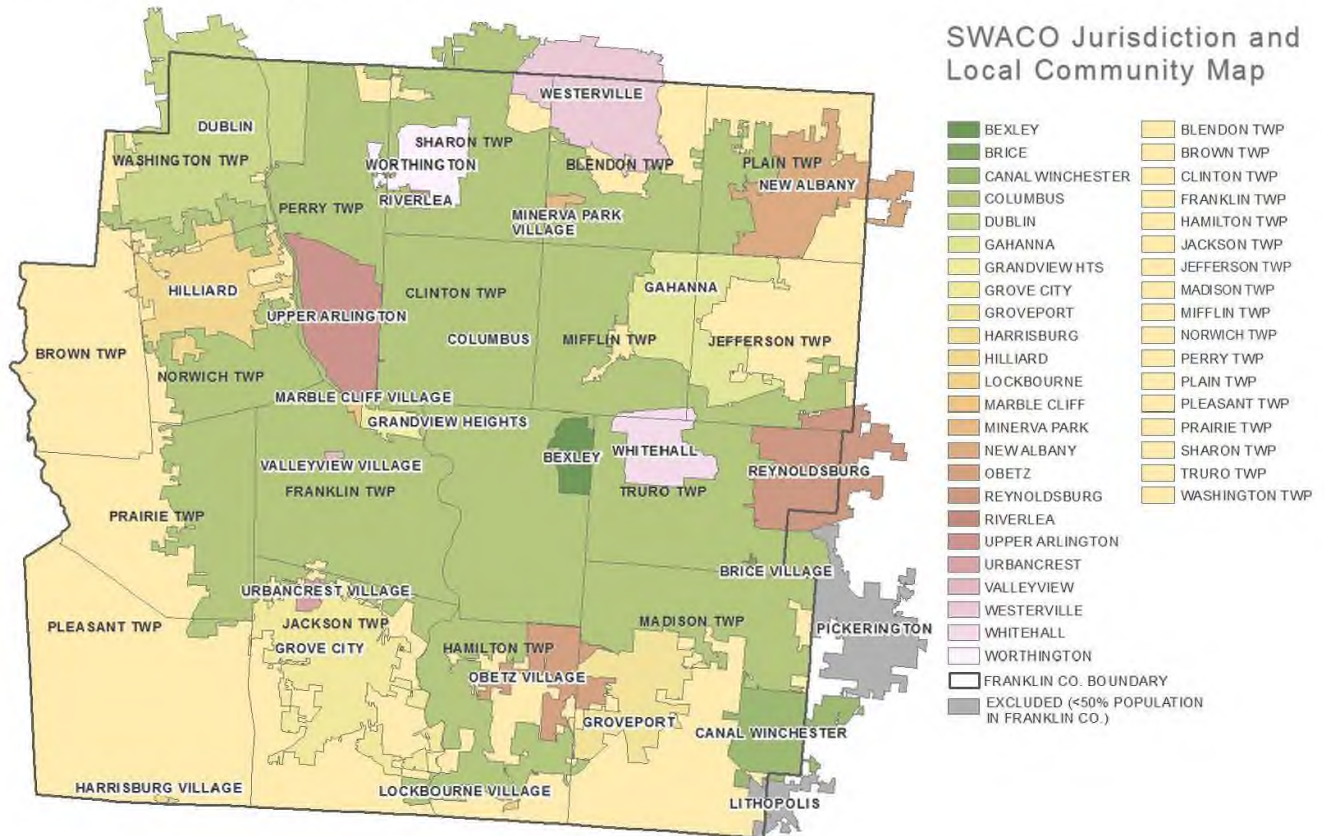 SWACO Jurisdiction and
Local Community Map
BEXLEY
BRICE
CANAL WINCHESTER
COLUMBUS
DUBLIN
GAHANNA
GRANDVIEW HTS
GROVE CITY
GROVEPORT
HARRISBURG
HILLIARD
LOCKBOURNE
MARBLE CLIFF
MINERVA PARK
NEW ALBANY
OBETZ
REYNOLDSBURG
RIVERLEA
UPPER ARLINGTON
URBANCREST
VALLEYVIEW
WESTERVILLE
WHITEHALL
WORTHINGTON
FRANKLIN CO. BOUNDARY
EXCLUDED (<50% POPULATION
IN FRANKLIN CO.)
BLENDON TWP
BROWN TWP
CLINTON TWP
FRANKLIN TWP
HAMILTON TWP
JACKSON TWP
JEFFERSON TWP
MADISON TWP
MIFFLIN TWP
NORWICH TWP
PERRY TWP
PLAIN TWP
PLEASANT TWP
PRAIRIE TWP
SHARON TWP
TRURO TWP
WASHINGTON TWP
WESTERVILLE
DUBLIN
SHARON TWP
WASHINGTON TWP
WORTHINGTON
BLENDON TWP
PLAIN TWP
NEW ALBANY
RIVERLEA
PERRY TWP
MINERVA PARK
VILLAGE
HILLIARD
CLINTON TWP
GAHANNA
UPPER ARLINGTON
COLUMBUS
MIFFLIN TWP
JEFFERSON TWP
BROWN TWP
NORWICH TWP
MARBLE CLIFF VILLAGE
GRANDVIEW HEIGHTS
WHITEHALL
BEXLEY
VALLEYVIEW VILLAGE
REYNOLDSBURG
FRANKLIN TWP
TRURO TWP
PRAIRIE TWP
BRICE VILLAGE
URBANCREST VILLAGE
PLEASANT TWP
JACKSON TWP
MADISON TWP
PICKERINGTON
GROVE CITY
HAMILTON TWP
OBETZ VILLAGE
GROVEPORT
CANAL WINCHESTER
HARRISBURG VILLAGE
LOCKBOURNE VILLAGE
LITHOPOLIS